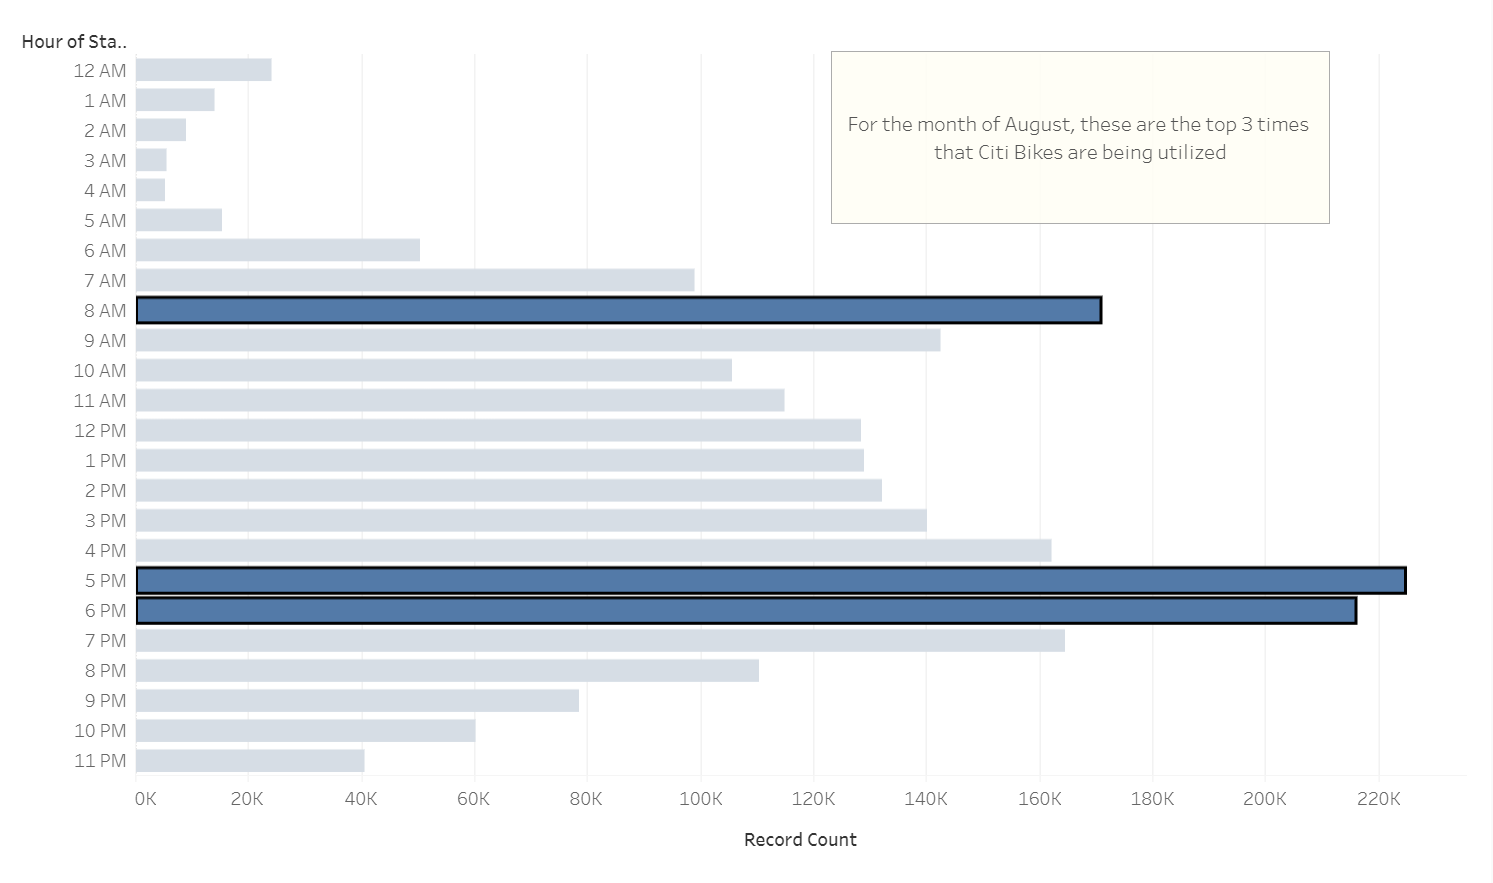 Hour of Sta..
12 AM
1 AM
2 AM
3 AM
4 AM
5 AM
6 AM
7 AM
8 AM
9 AM
10 AM
11 AM
12 PM
1 PM
2 PM
3 PM
4 PM
5 PM
6 PM
7 PM
8 PM
9 PM
10 PM
11 PM
For the month of August, these are the top 3 times
that Citi Bikes are being utilized
0K 20K 40K 60K 80K 100K 120K 140K 160K 180K 200K 220K
Record Count